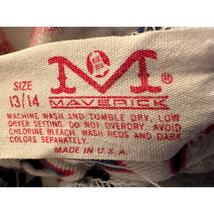 SIZE
13/14
M
MAVERICK
MACHINE WASH AND TUMBLE DRY, LOW
DRYER SETTING. DO NOT OVERDRY. AVOID
CHLORINE BLEACH. WASH REDS AND DARK
COLORS SEPARATELY.
MADE IN U.S.A.